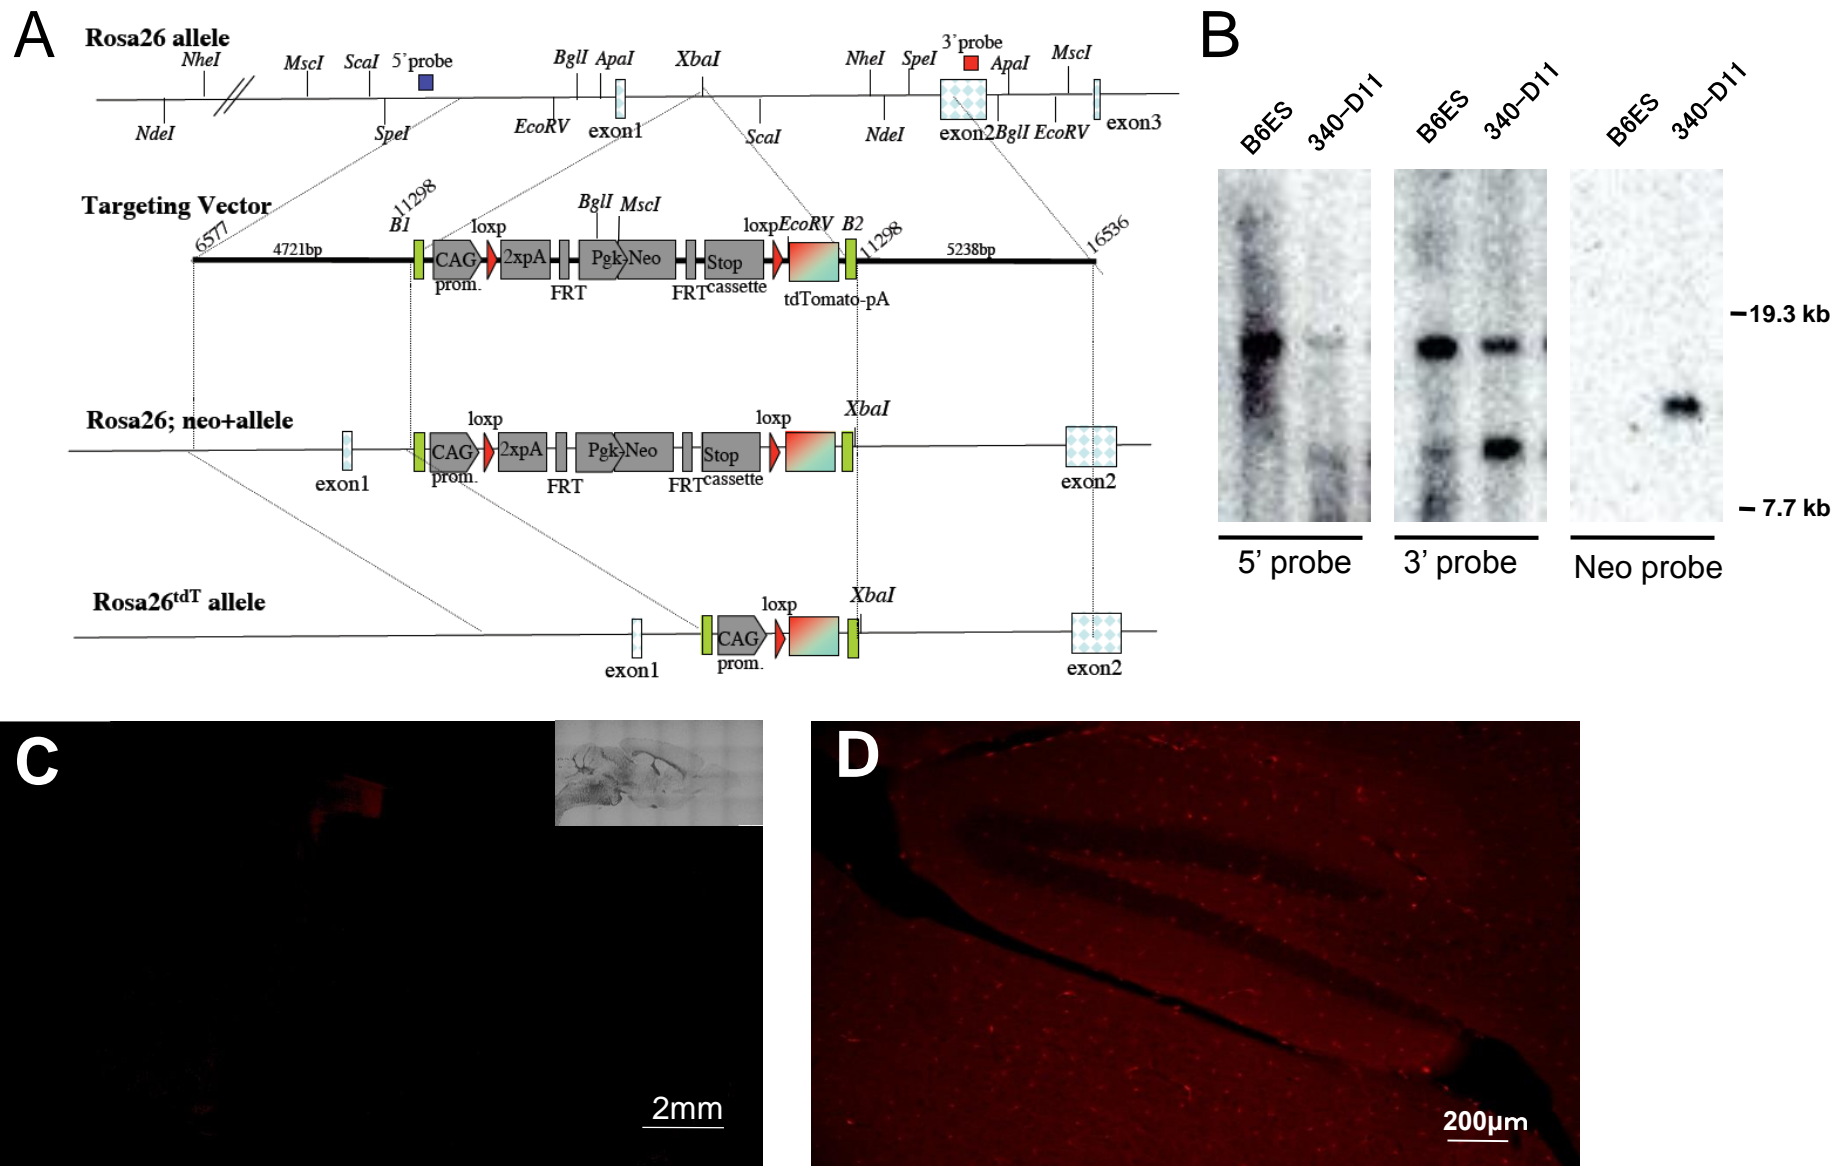 A
Rosa26 allele
NheI
MscI
ScaI
5’probe
BglI
ApaI
XbaI
NheI
SpeI
3’probe
ApaI
MscI
NdeI
SpeI
EcoRV
exon1
ScaI
NdeI
exon2
BglI
EcoRV
exon3
Targeting Vector
6577
4721bp
11298
B1
loxp
BglI
MscI
loxp
EcoRV
B2
11298
5238bp
16536
CAG
prom.
2xpA
FRT
Pgk-Neo
FRT
Stop
cassette
tdTomato-pA
Rosa26; neo+allele
loxp
loxp
XbaI
exon1
CAG
prom.
2xpA
FRT
Pgk-Neo
FRT
Stop
cassette
exon2
Rosa26tdT allele
loxp
XbaI
exon1
CAG
prom.
exon2
B
B6ES
340–D11
B6ES
340–D11
B6ES
340–D11
–19.3 kb
– 7.7 kb
5’ probe
3’ probe
Neo probe
C
2mm
D
200µm